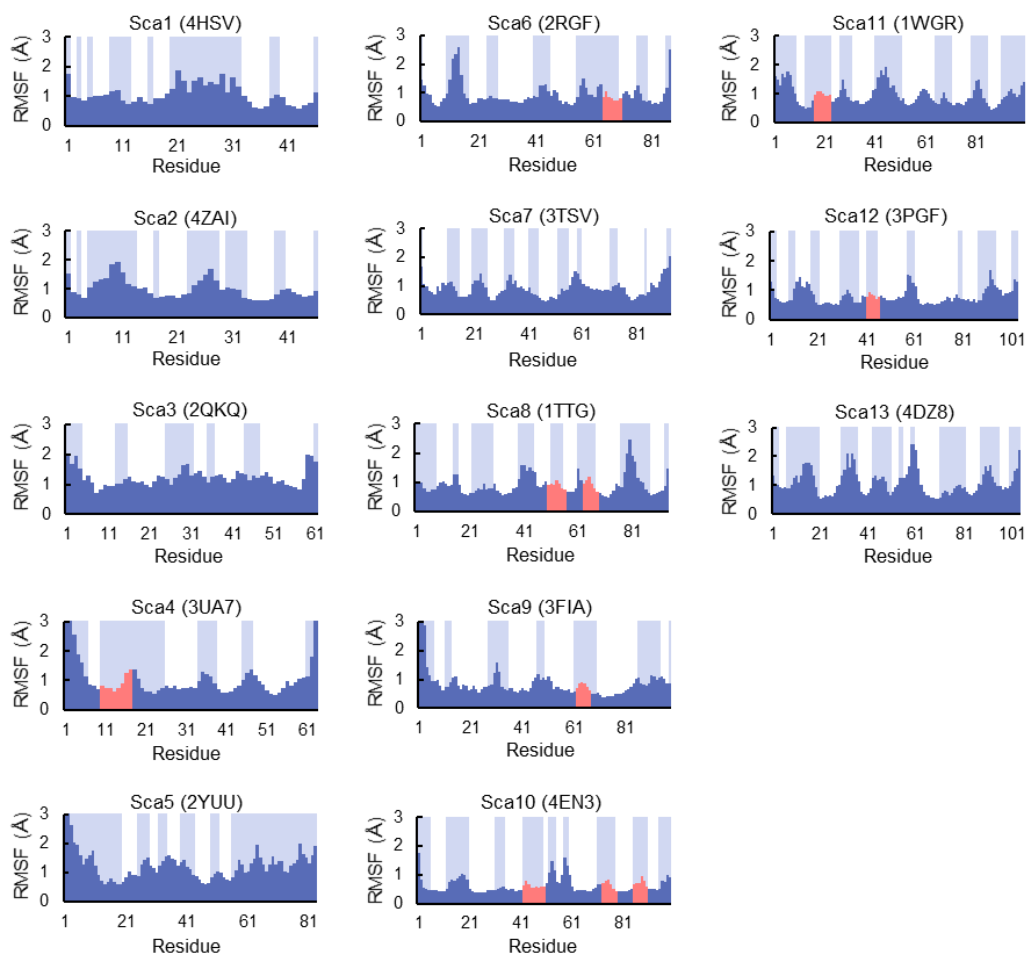 Sca1 (4HSV)
RMSF (Å)
3
2
1
0
1 11 21 31 41
Residue
Sca6 (2RGF)
RMSF (Å)
3
2
1
0
1 21 41 61 81
Residue
Sca11 (1WGR)
RMSF (Å)
3
2
1
0
1 21 41 61 81
Residue
Sca2 (4ZAI)
RMSF (Å)
3
2
1
0
1 11 21 31 41
Residue
Sca7 (3TSV)
RMSF (Å)
3
2
1
0
1 21 41 61 81
Residue
Sca12 (3PGF)
RMSF (Å)
3
2
1
0
1 21 41 61 81 101
Residue
Sca3 (2QKQ)
RMSF (Å)
3
2
1
0
1 11 21 31 41 51 61
Residue
Sca8 (1TTG)
RMSF (Å)
3
2
1
0
1 21 41 61 81
Residue
Sca13 (4DZ8)
RMSF (Å)
3
2
1
0
1 21 41 61 81 101
Residue
Sca4 (3UA7)
RMSF (Å)
3
2
1
0
1 11 21 31 41 51 61
Residue
Sca9 (3FIA)
RMSF (Å)
3
2
1
0
1 21 41 61 81
Residue
Sca5 (2YUU)
RMSF (Å)
3
2
1
0
1 21 41 61 81
Residue
Sca10 (4EN3)
RMSF (Å)
3
2
1
0
1 21 41 61 81
Residue